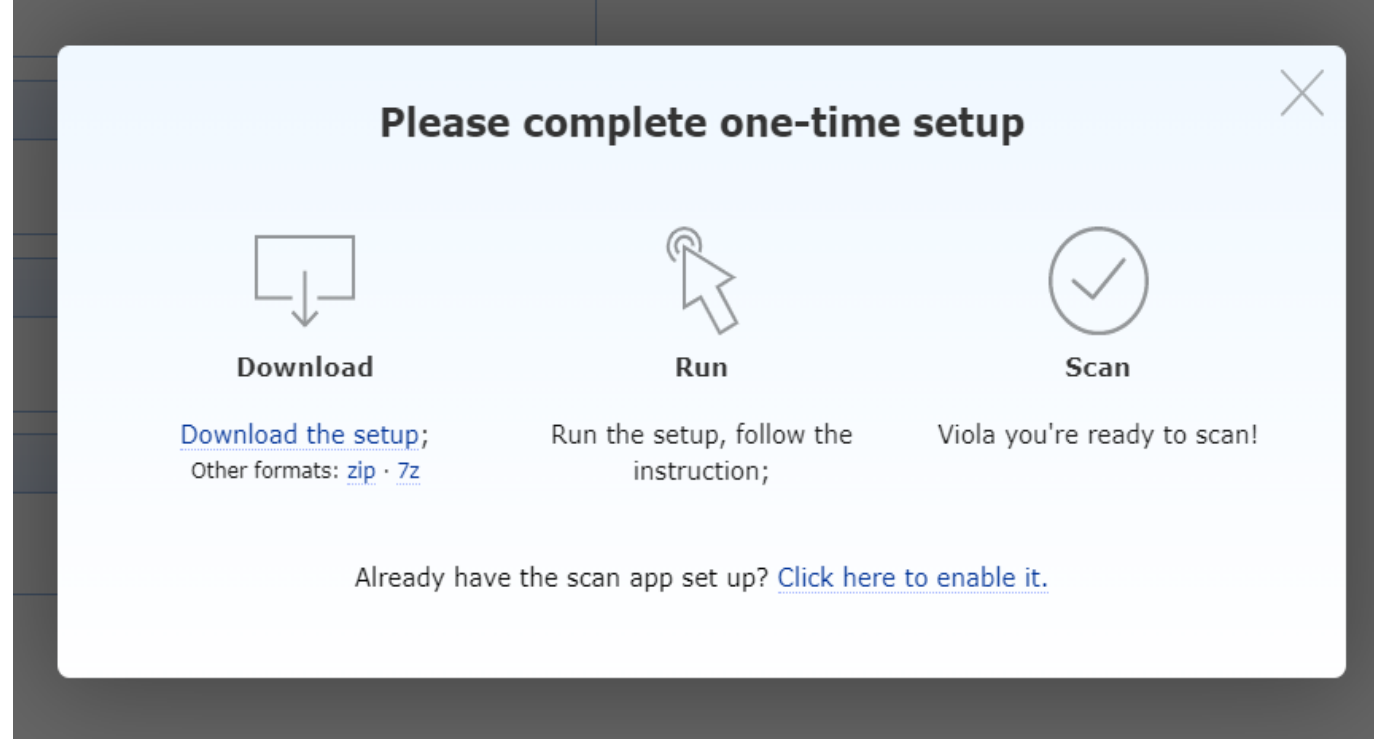 Please complete one-time setup
Download
Download the setup;
Other formats: zip · 7z
Run
Run the setup, follow the
instruction;
Scan
Viola you're ready to scan!
Already have the scan app set up? Click here to enable it.